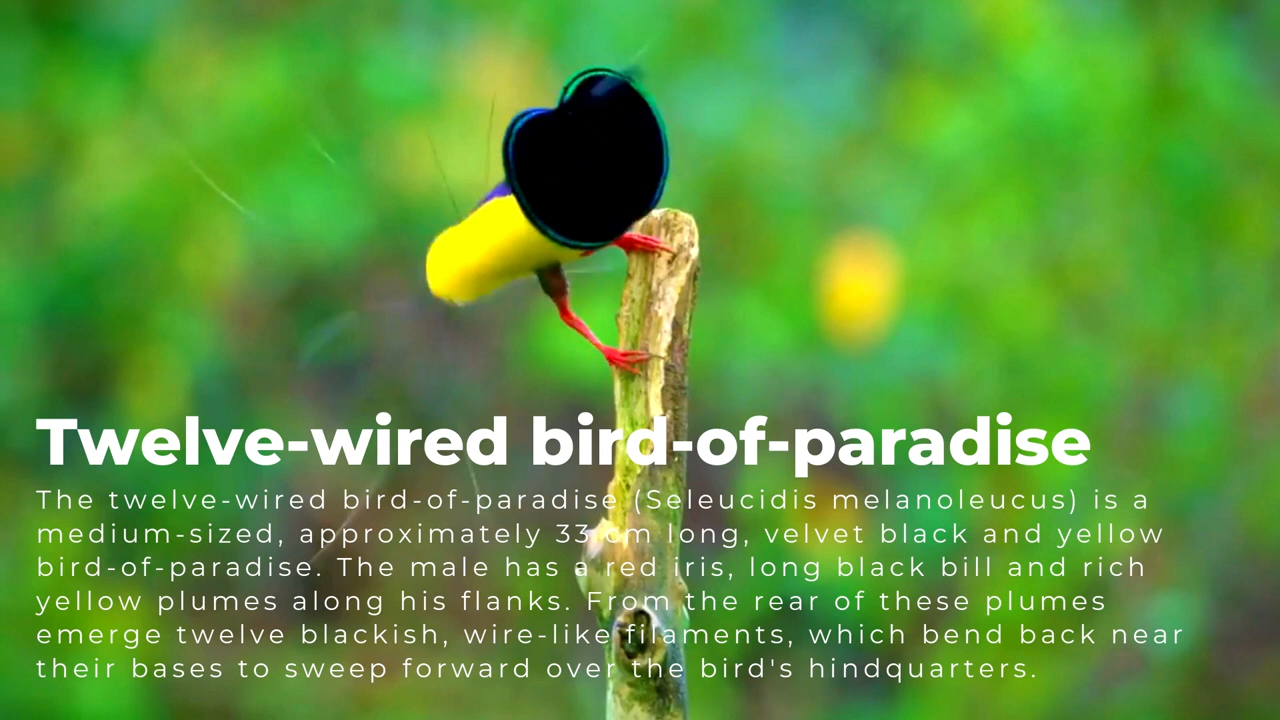 Twelve-wired bird-of-paradise
The twelve-wired bird-of-paradise (Seleucidis melanoleucus) is a
medium-sized, approximately 33 cm long, velvet black and yellow
bird-of-paradise. The male has a red iris, long black bill and rich
yellow plumes along his flanks. From the rear of these plumes
emerge twelve blackish, wire-like filaments, which bend back near
their bases to sweep forward over the bird's hindquarters.